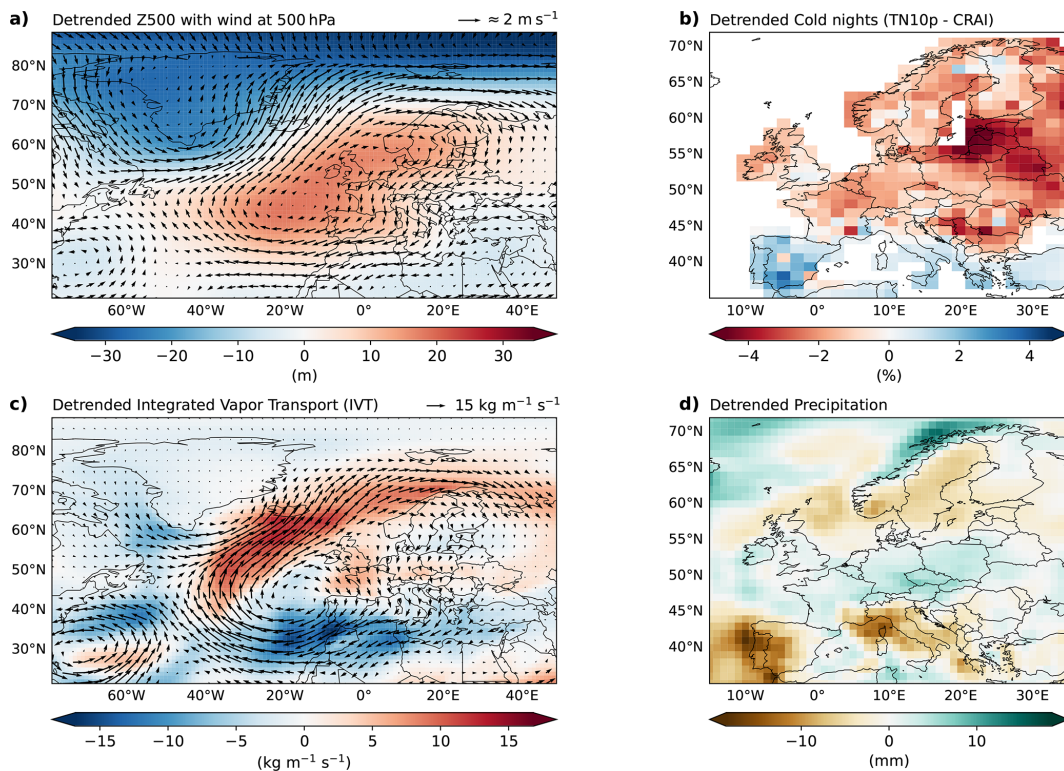 a) Detrended Z500 with wind at 500 hPa ≈ 2 m s⁻¹
80°N
70°N
60°N
50°N
40°N
30°N
60°W 40°W 20°W 0° 20°E 40°E
−30 −20 −10 0 10 20 30
(m)
b) Detrended Cold nights (TN10p - CRAI)
70°N
65°N
60°N
55°N
50°N
45°N
40°N
10°W 0° 10°E 20°E 30°E
−4 −2 0 2 4
(%)
c) Detrended Integrated Vapor Transport (IVT) 15 kg m⁻¹ s⁻¹
80°N
70°N
60°N
50°N
40°N
30°N
60°W 40°W 20°W 0° 20°E 40°E
−15 −10 −5 0 5 10 15
(kg m⁻¹ s⁻¹)
d) Detrended Precipitation
70°N
65°N
60°N
55°N
50°N
45°N
40°N
10°W 0° 10°E 20°E 30°E
−10 0 10
(mm)